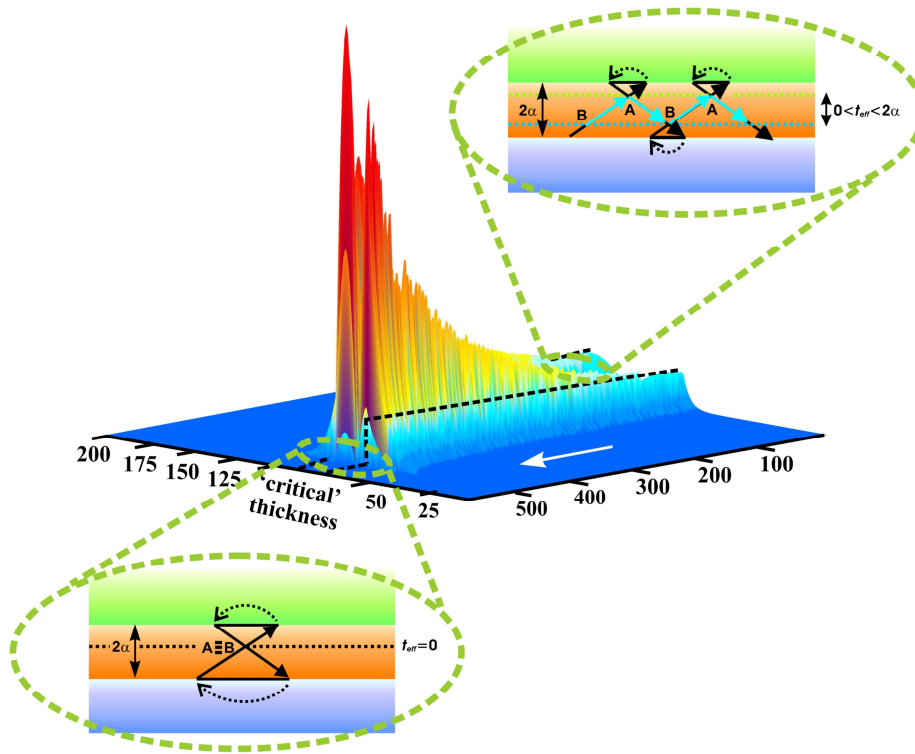 2α
B
A
B
A
0<t_eff<2α
200
175
150
125
'critical'
thickness
50
25
500
400
300
200
100
2α
A≡B
t_eff=0